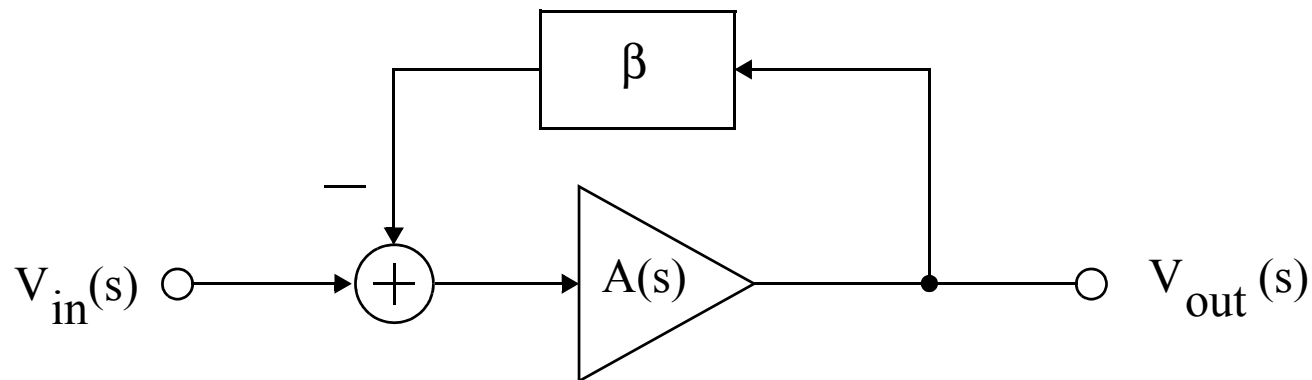 β
—
V_in(s)
+
A(s)
V_out (s)